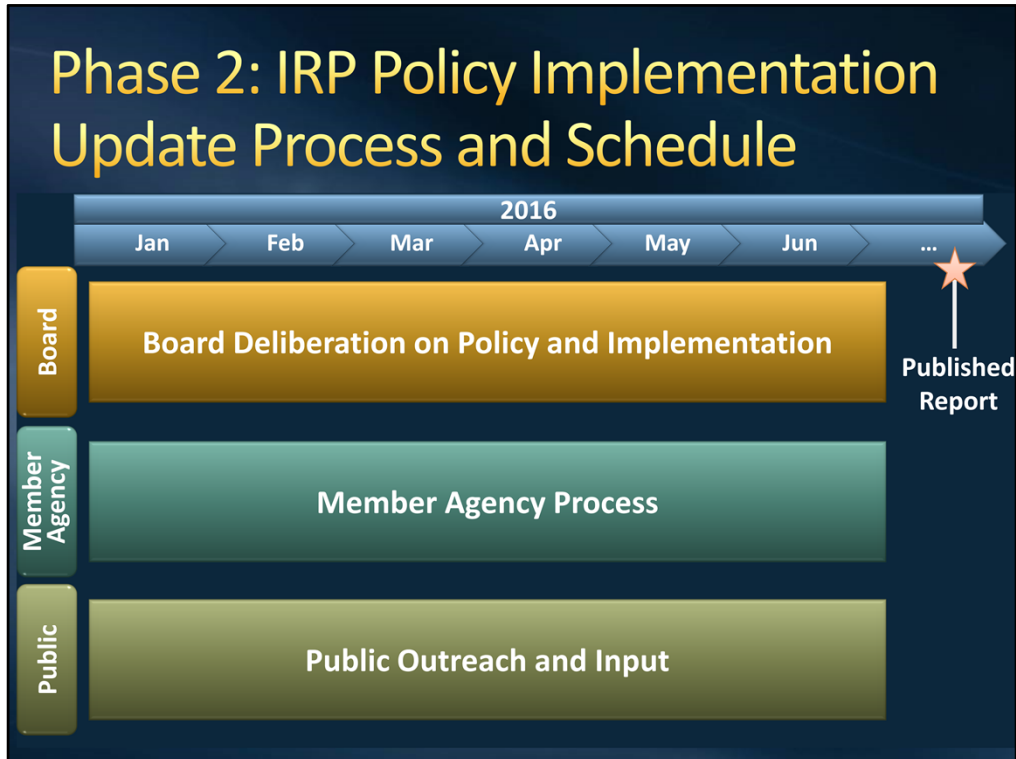 Phase 2: IRP Policy Implementation
Update Process and Schedule
2016
Jan Feb Mar Apr May Jun ...
Board
Board Deliberation on Policy and Implementation
Published
Report
Member
Agency
Member Agency Process
Public
Public Outreach and Input